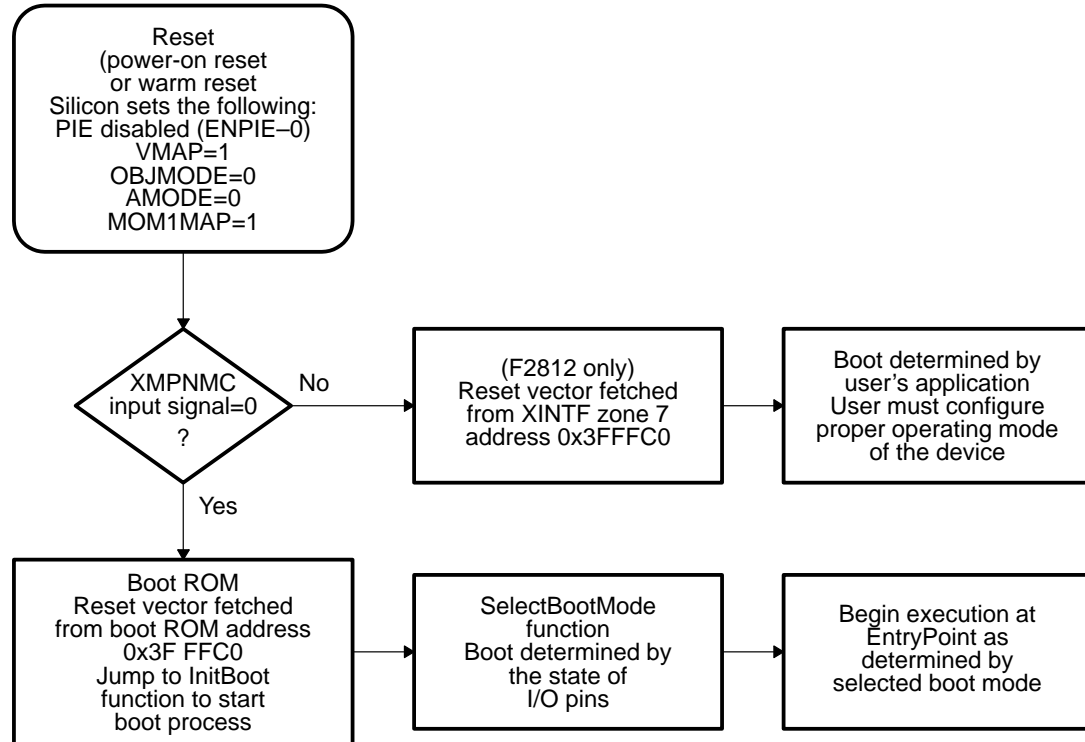 Reset
(power-on reset
or warm reset
Silicon sets the following:
PIE disabled (ENPIE–0)
VMAP=1
OBJMODE=0
AMODE=0
MOM1MAP=1
XMPNMC
input signal=0
?
No
(F2812 only)
Reset vector fetched
from XINTF zone 7
address 0x3FFFC0
Boot determined by
user's application
User must configure
proper operating mode
of the device
Yes
Boot ROM
Reset vector fetched
from boot ROM address
0x3F FFC0
Jump to InitBoot
function to start
boot process
SelectBootMode
function
Boot determined by
the state of
I/O pins
Begin execution at
EntryPoint as
determined by
selected boot mode